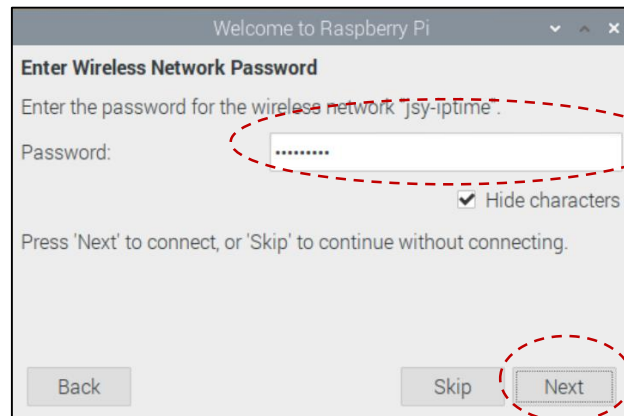 Welcome to Raspberry Pi
Enter Wireless Network Password
Enter the password for the wireless network "jsy-iptime".
Password: •••••••••
Hide characters
Press 'Next' to connect, or 'Skip' to continue without connecting.
Back Skip Next